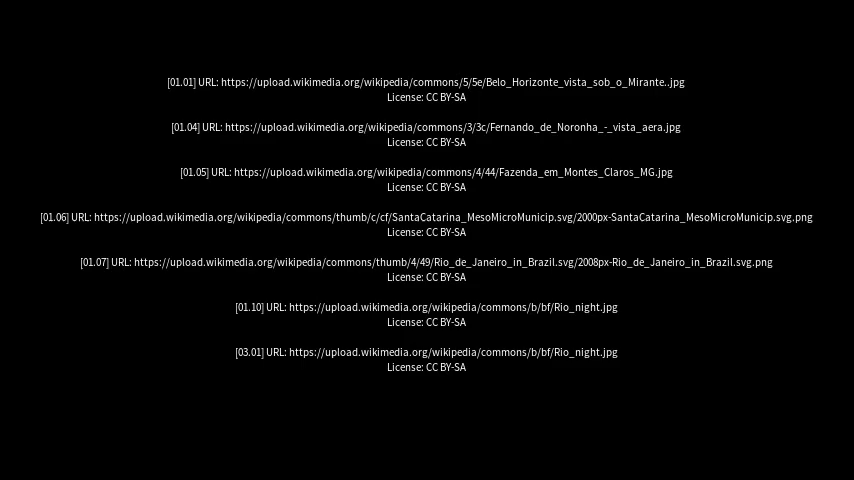 [01.01] URL: https://upload.wikimedia.org/wikipedia/commons/5/5e/Belo_Horizonte_vista_sob_o_Mirante..jpg
License: CC BY-SA
[01.04] URL: https://upload.wikimedia.org/wikipedia/commons/3/3c/Fernando_de_Noronha_-_vista_aera.jpg
License: CC BY-SA
[01.05] URL: https://upload.wikimedia.org/wikipedia/commons/4/44/Fazenda_em_Montes_Claros_MG.jpg
License: CC BY-SA
[01.06] URL: https://upload.wikimedia.org/wikipedia/commons/thumb/c/cf/SantaCatarina_MesoMicroMunicip.svg/2000px-SantaCatarina_MesoMicroMunicip.svg.png
License: CC BY-SA
[01.07] URL: https://upload.wikimedia.org/wikipedia/commons/thumb/4/49/Rio_de_Janeiro_in_Brazil.svg/2008px-Rio_de_Janeiro_in_Brazil.svg.png
License: CC BY-SA
[01.10] URL: https://upload.wikimedia.org/wikipedia/commons/b/bf/Rio_night.jpg
License: CC BY-SA
[03.01] URL: https://upload.wikimedia.org/wikipedia/commons/b/bf/Rio_night.jpg
License: CC BY-SA